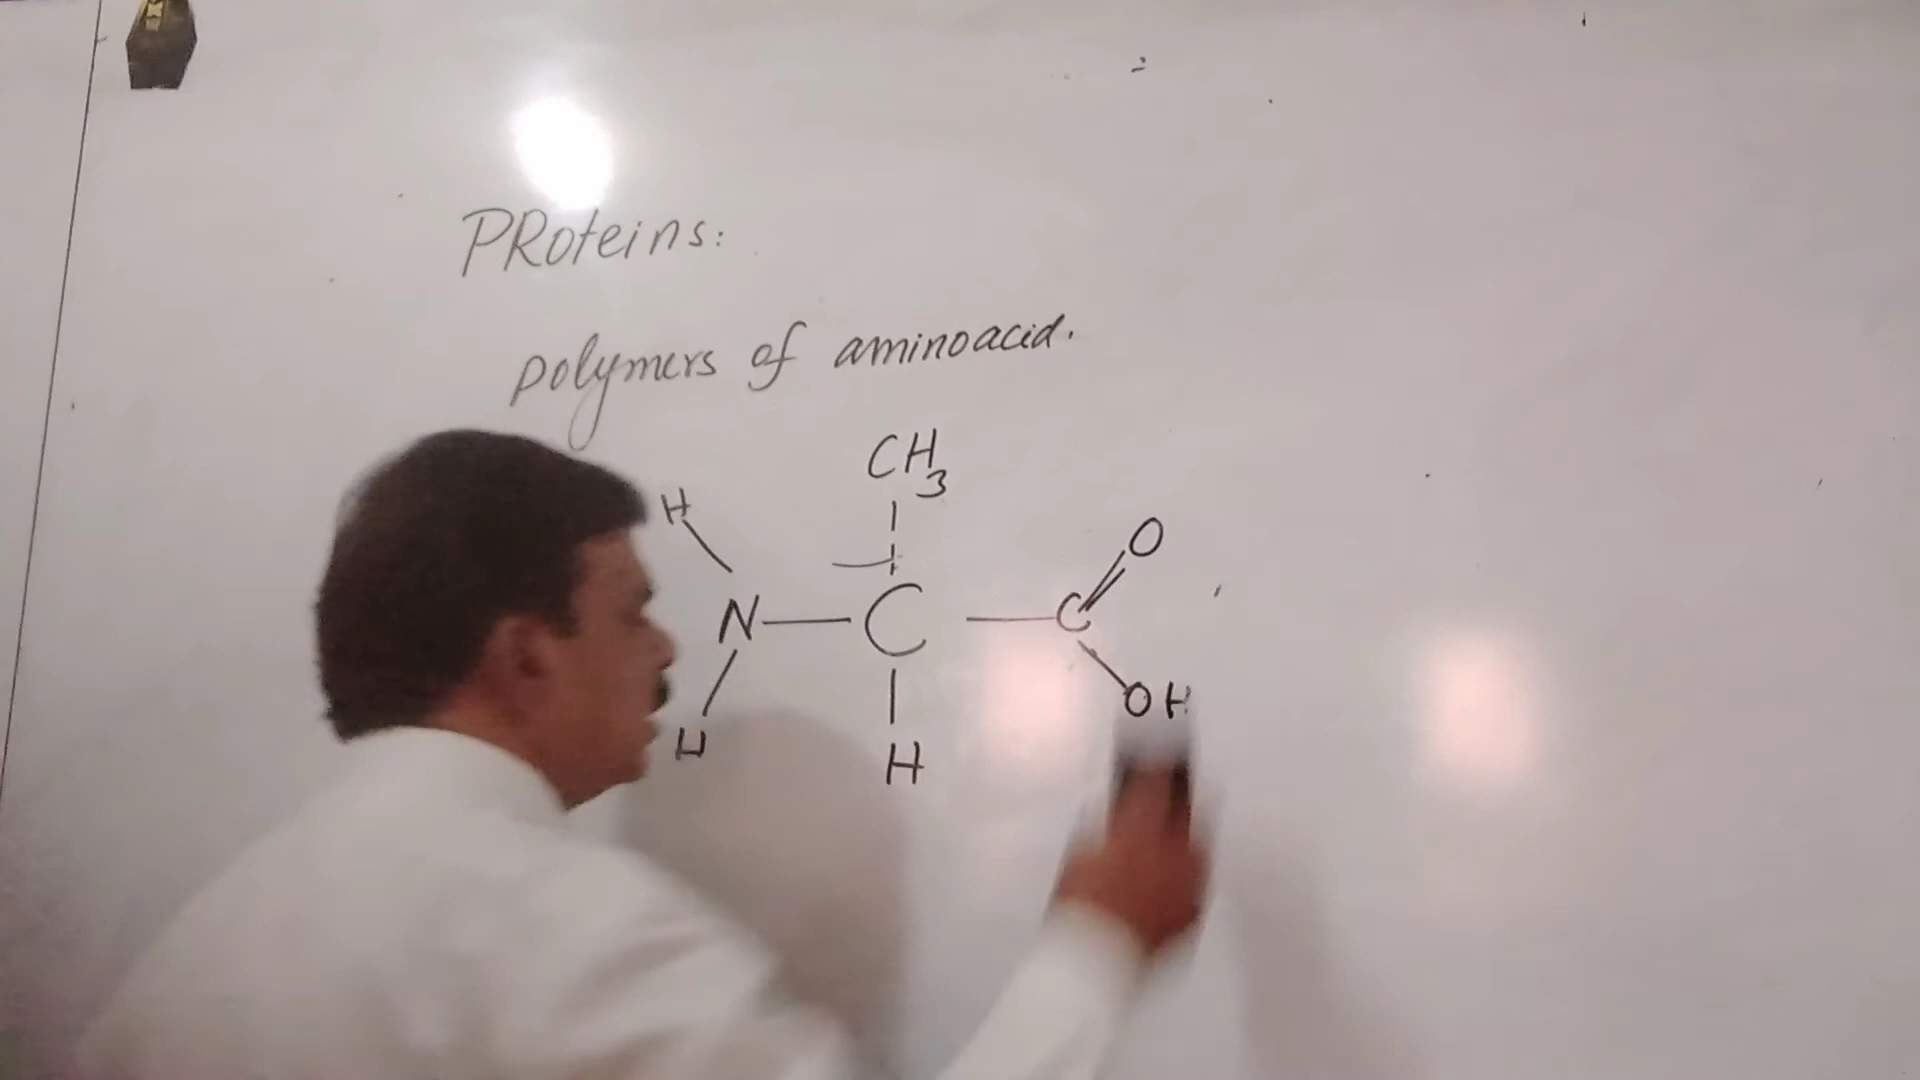 PRoteins:
polymers of aminoacid.
CH3
H
O
N — C — C
OH
H
H